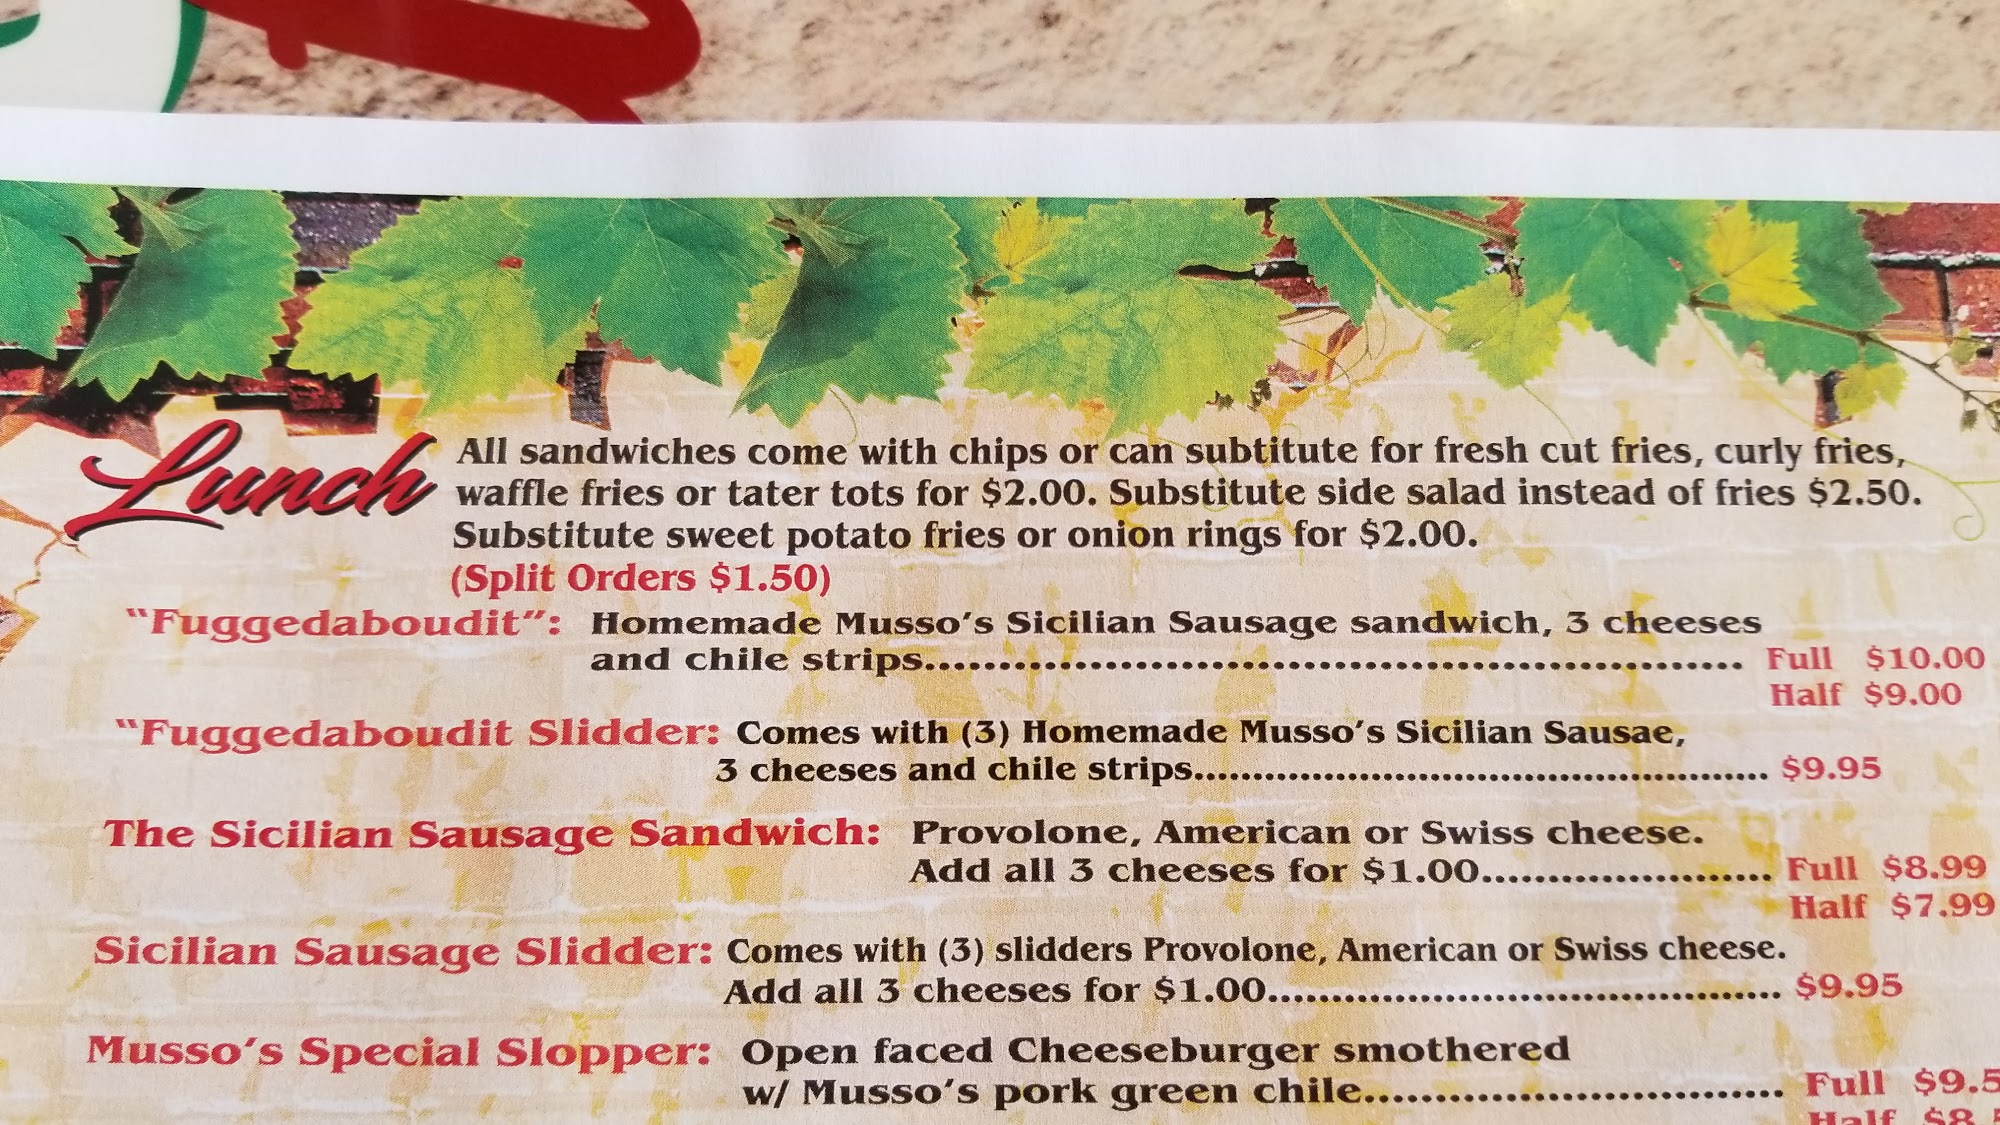 Lunch
All sandwiches come with chips or can subtitute for fresh cut fries, curly fries,
waffle fries or tater tots for $2.00. Substitute side salad instead of fries $2.50.
Substitute sweet potato fries or onion rings for $2.00.
(Split Orders $1.50)
"Fuggedaboudit": Homemade Musso's Sicilian Sausage sandwich, 3 cheeses
and chile strips.......................................................... Full $10.00
Half $9.00
"Fuggedaboudit Slidder: Comes with (3) Homemade Musso's Sicilian Sausae,
3 cheeses and chile strips.............................................. $9.95
The Sicilian Sausage Sandwich: Provolone, American or Swiss cheese.
Add all 3 cheeses for $1.00...................... Full $8.99
Half $7.99
Sicilian Sausage Slidder: Comes with (3) slidders Provolone, American or Swiss cheese.
Add all 3 cheeses for $1.00........................................ $9.95
Musso's Special Slopper: Open faced Cheeseburger smothered
w/ Musso's pork green chile................................ Full $9.5
Half $8.5